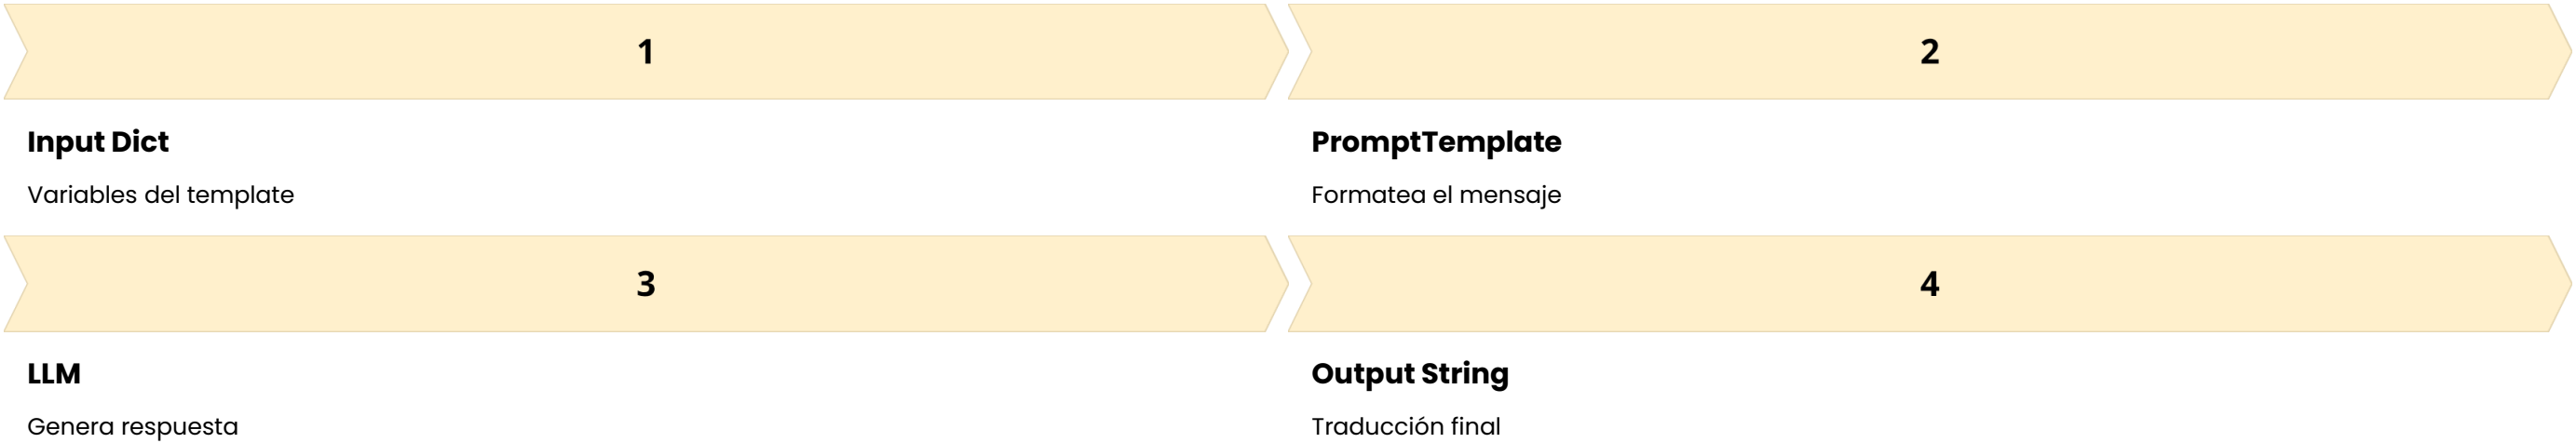 1
2
Input Dict
Variables del template
PromptTemplate
Formatea el mensaje
3
4
LLM
Genera respuesta
Output String
Traducción final